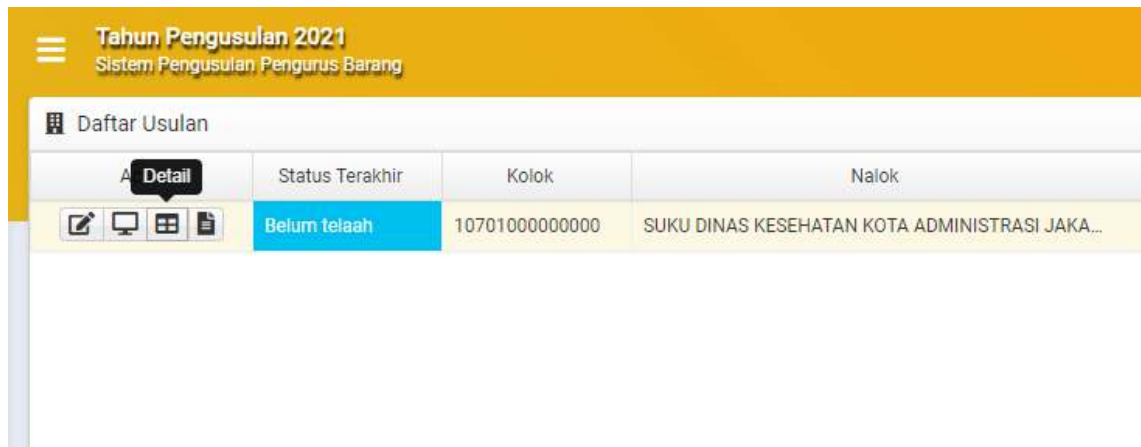 Tahun Pengusulan 2021
Sistem Pengusulan Pengurus Barang
Daftar Usulan
A Detail Status Terakhir Kolok Nalok
Belum telaah 10701000000000 SUKU DINAS KESEHATAN KOTA ADMINISTRASI JAKA...